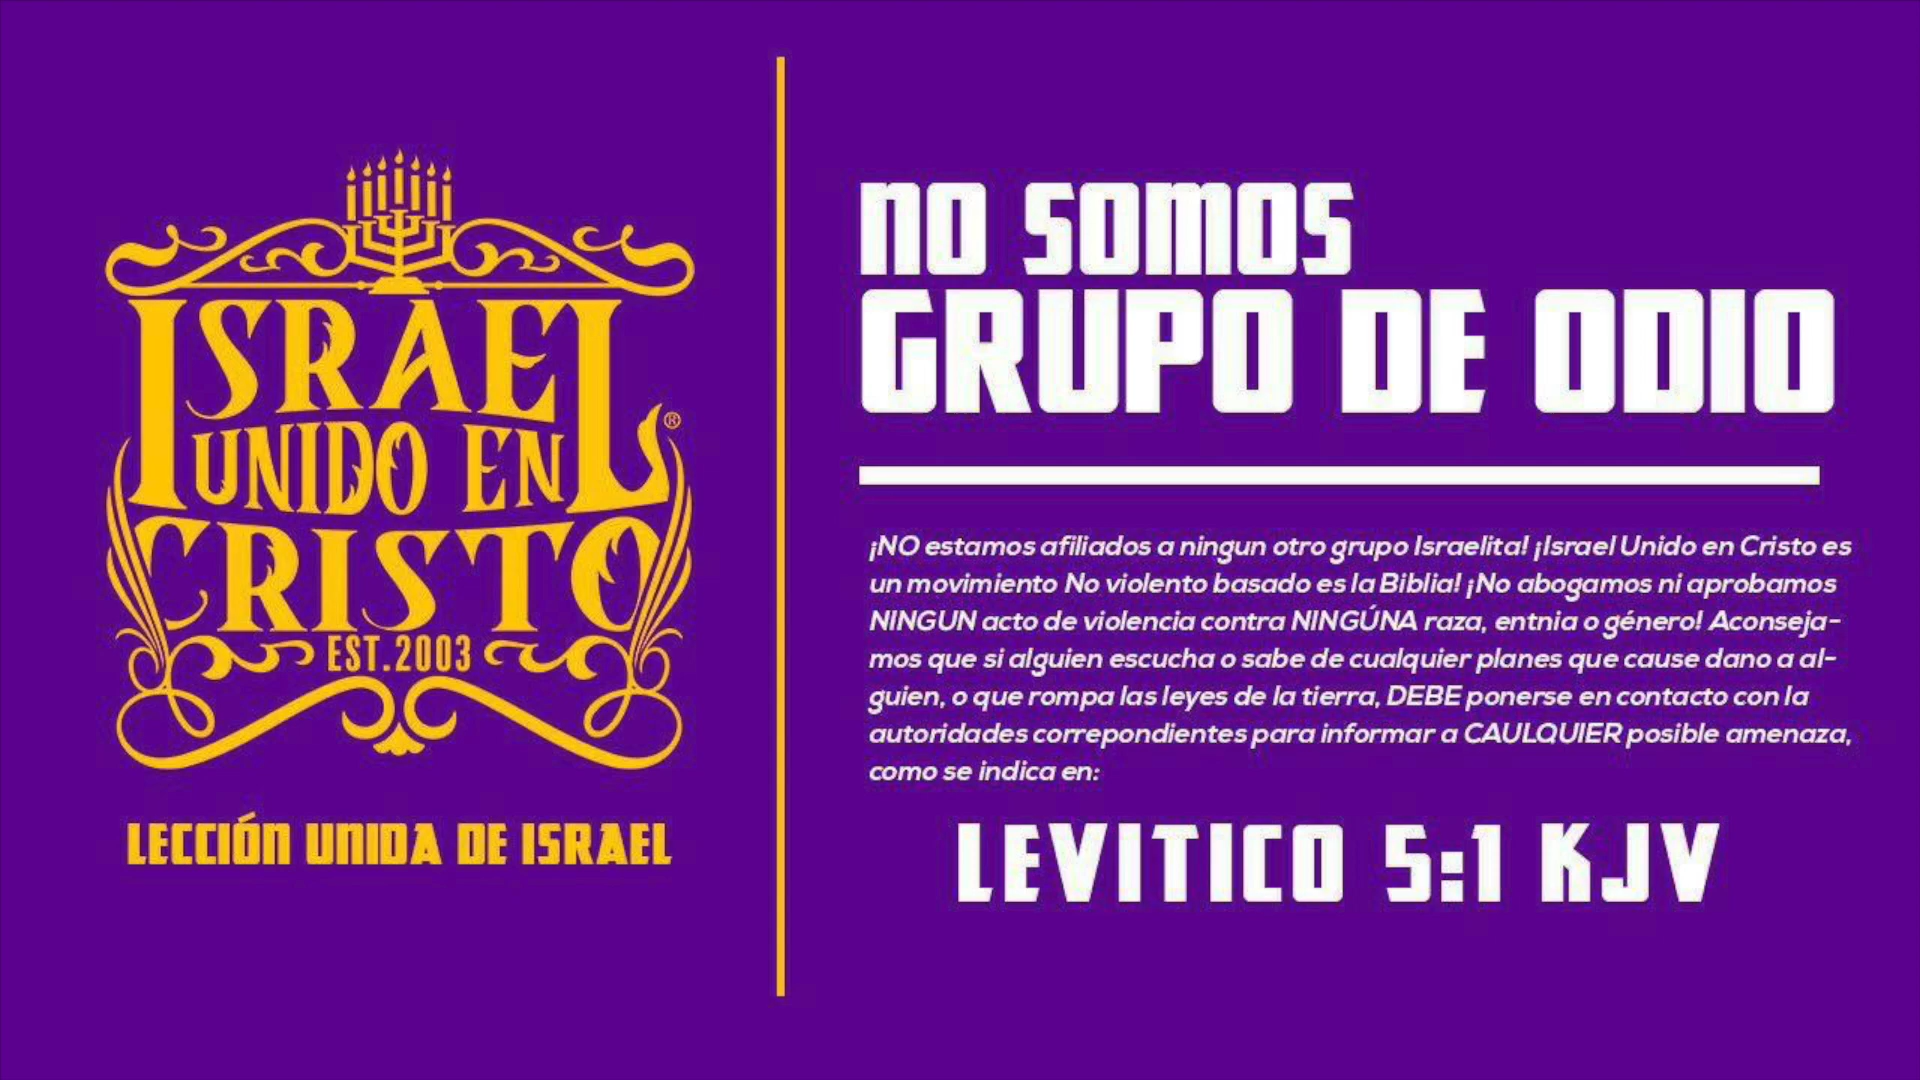 ISRAEL
UNIDO EN
CRISTO
®
EST. 2003
LECCIÓN UNIDA DE ISRAEL
NO SOMOS
GRUPO DE ODIO
¡NO estamos afiliados a ningun otro grupo Israelita! ¡Israel Unido en Cristo es
un movimiento No violento basado es la Biblia! ¡No abogamos ni aprobamos
NINGUN acto de violencia contra NINGÚNA raza, entnia o género! Aconseja-
mos que si alguien escucha o sabe de cualquier planes que cause dano a al-
guien, o que rompa las leyes de la tierra, DEBE ponerse en contacto con la
autoridades correpondientes para informar a CAULQUIER posible amenaza,
como se indica en:
LEVITICO 5:1 KJV